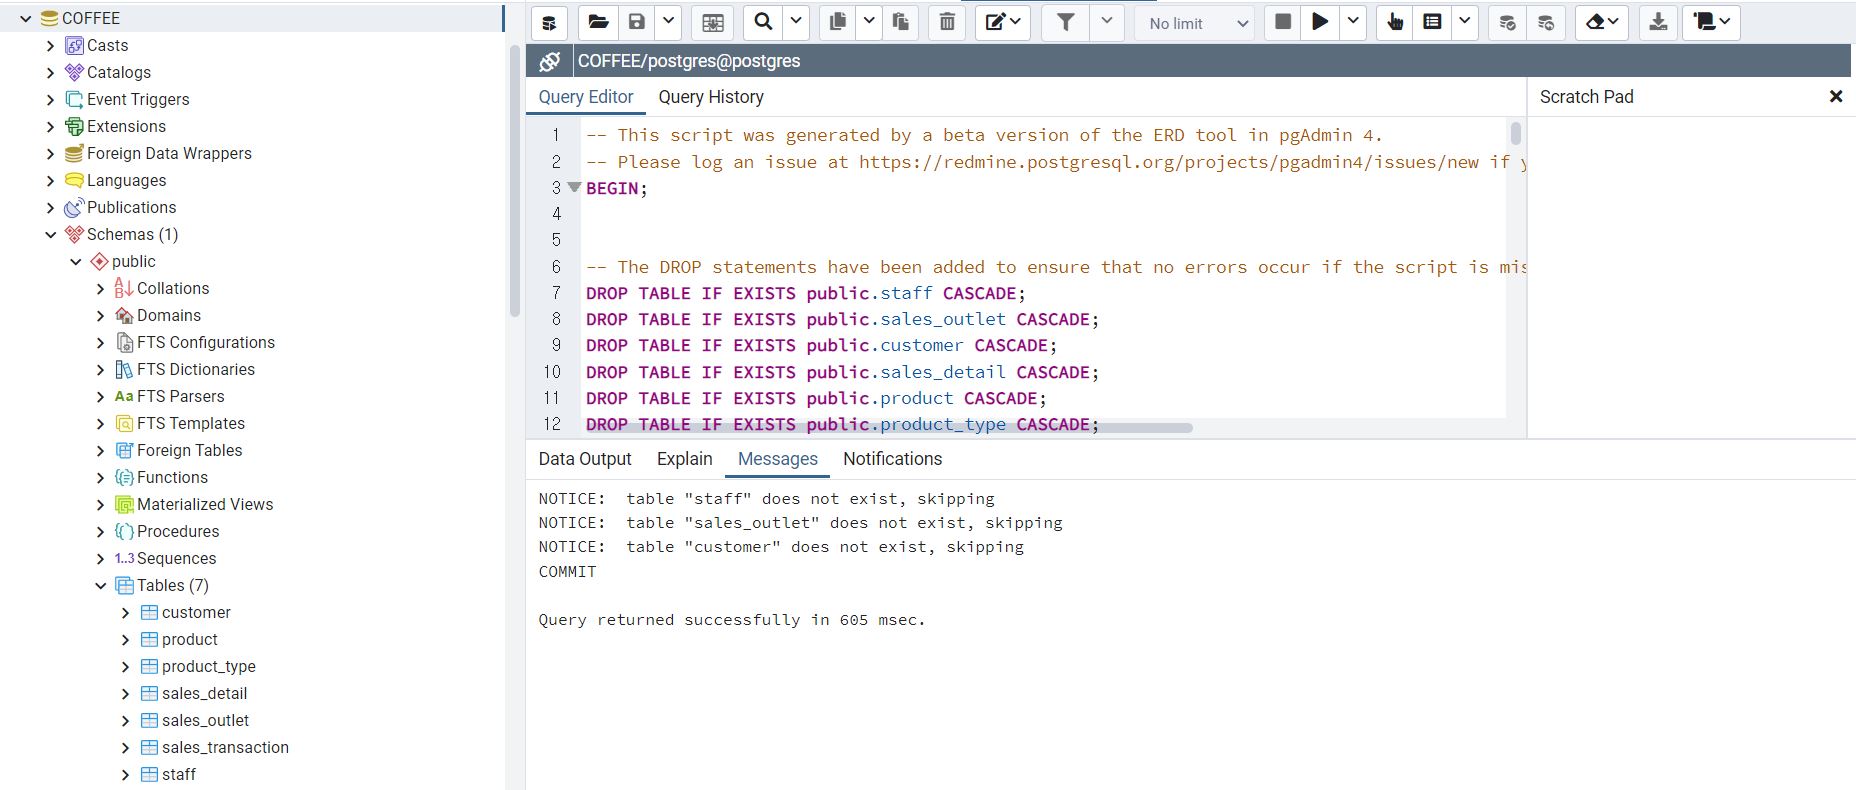 COFFEE
Casts
Catalogs
Event Triggers
Extensions
Foreign Data Wrappers
Languages
Publications
Schemas (1)
public
Collations
Domains
FTS Configurations
FTS Dictionaries
Aa FTS Parsers
FTS Templates
Foreign Tables
Functions
Materialized Views
Procedures
1..3 Sequences
Tables (7)
customer
product
product_type
sales_detail
sales_outlet
sales_transaction
staff
No limit
COFFEE/postgres@postgres
Query Editor Query History
Scratch Pad
1 -- This script was generated by a beta version of the ERD tool in pgAdmin 4.
2 -- Please log an issue at https://redmine.postgresql.org/projects/pgadmin4/issues/new if y
3 BEGIN;
4
5
6 -- The DROP statements have been added to ensure that no errors occur if the script is mis
7 DROP TABLE IF EXISTS public.staff CASCADE;
8 DROP TABLE IF EXISTS public.sales_outlet CASCADE;
9 DROP TABLE IF EXISTS public.customer CASCADE;
10 DROP TABLE IF EXISTS public.sales_detail CASCADE;
11 DROP TABLE IF EXISTS public.product CASCADE;
12 DROP TABLE IF EXISTS public.product_type CASCADE;
Data Output Explain Messages Notifications
NOTICE:  table "staff" does not exist, skipping
NOTICE:  table "sales_outlet" does not exist, skipping
NOTICE:  table "customer" does not exist, skipping
COMMIT
Query returned successfully in 605 msec.